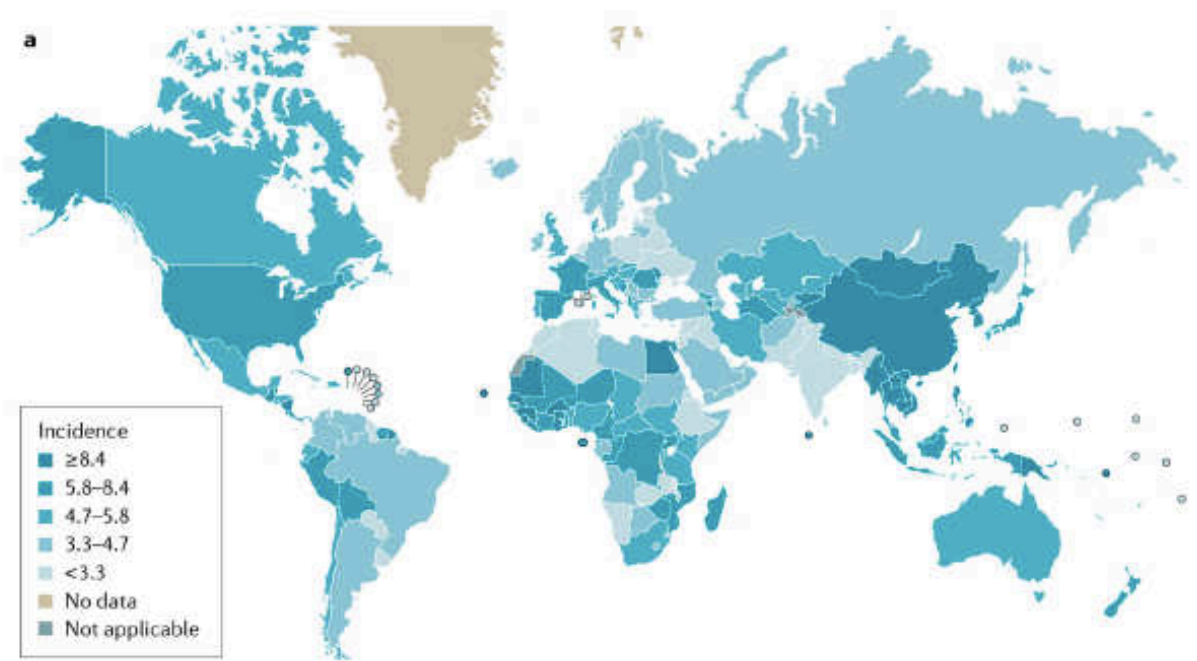 a
Incidence
≥8.4
5.8–8.4
4.7–5.8
3.3–4.7
<3.3
No data
Not applicable